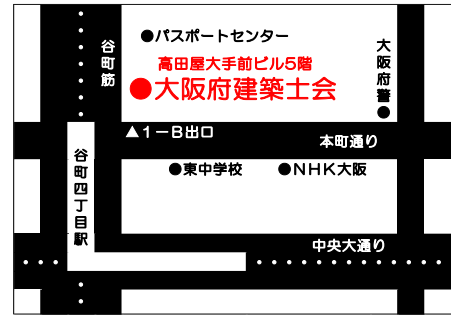 谷町筋
●パスポートセンター
大阪府警●
高田屋大手前ビル5階
●大阪府建築士会
▲1－B出口
本町通り
谷町四丁目駅
●東中学校
●NHK大阪
中央大通り